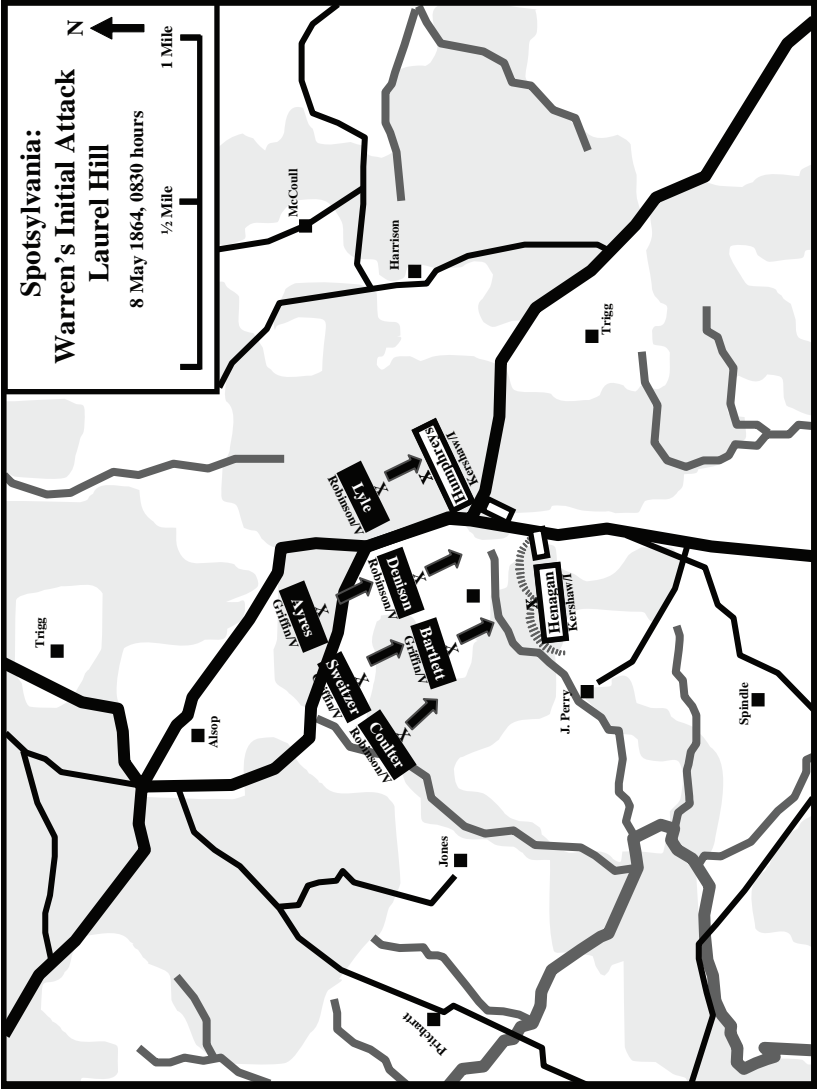 Spotsylvania:
Warren's Initial Attack
Laurel Hill
8 May 1864, 0830 hours
½ Mile
1 Mile
N
McCoull
Harrison
Trigg
Humphreys
Kershaw/I
Lyle
Robinson/V
Denison
Robinson/V
Ayres
Griffin/V
Bartlett
Griffin/V
Sweitzer
Griffin/V
Coulter
Robinson/V
Henagan
Kershaw/I
Trigg
Alsop
J. Perry
Spindle
Jones
Pritchartt